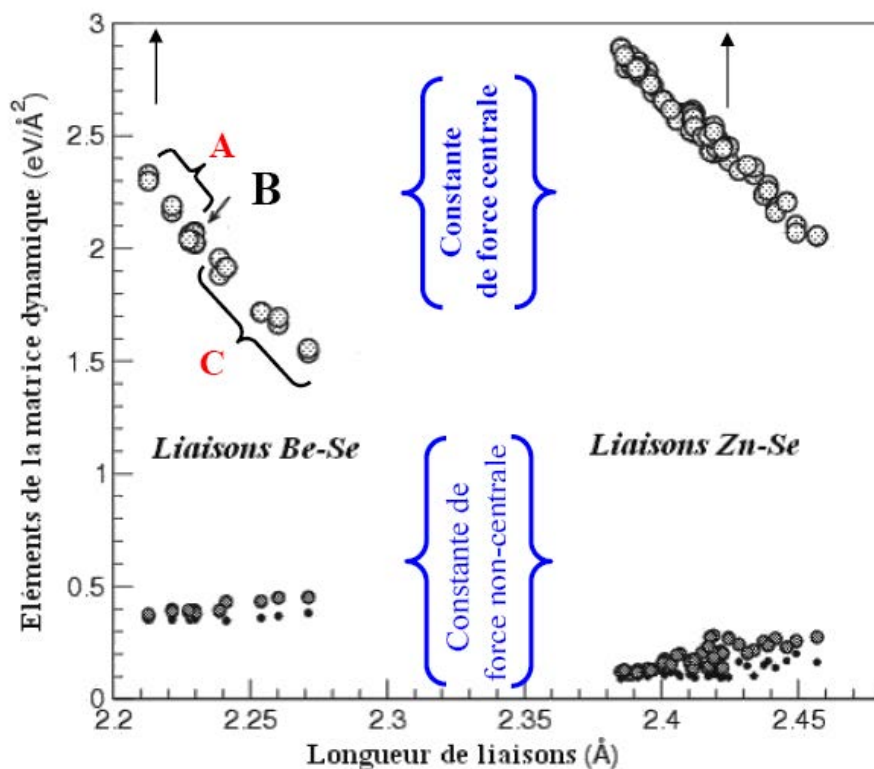 Eléments de la matrice dynamique (eV/Å²)
3
2.5
2
1.5
1
0.5
0
A
B
C
Constante
de force centrale
Liaisons Be-Se
Liaisons Zn-Se
Constante de
force non-centrale
2.2
2.25
2.3
2.35
2.4
2.45
Longueur de liaisons (Å)